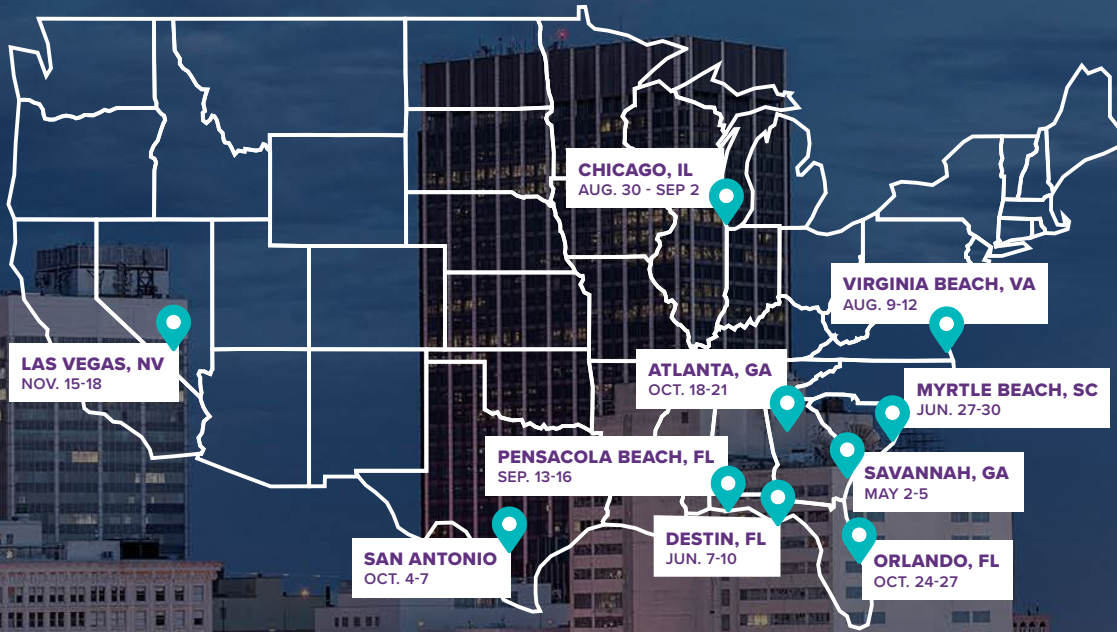 CHICAGO, IL
AUG. 30 - SEP 2
VIRGINIA BEACH, VA
AUG. 9-12
LAS VEGAS, NV
NOV. 15-18
ATLANTA, GA
OCT. 18-21
MYRTLE BEACH, SC
JUN. 27-30
PENSACOLA BEACH, FL
SEP. 13-16
SAVANNAH, GA
MAY 2-5
SAN ANTONIO
OCT. 4-7
DESTIN, FL
JUN. 7-10
ORLANDO, FL
OCT. 24-27